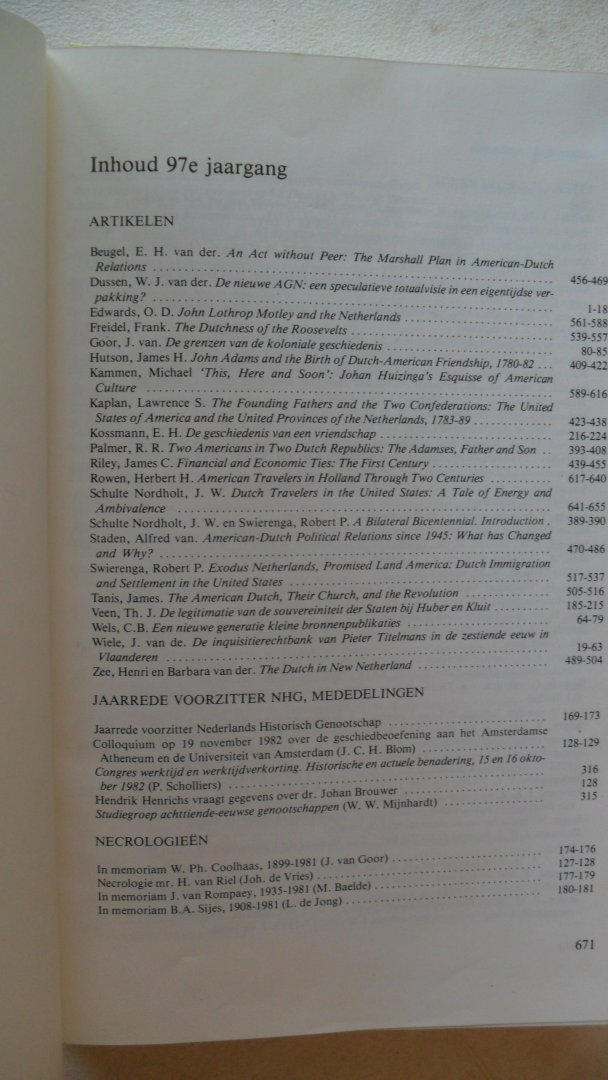 Inhoud 97e jaargang
ARTIKELEN
Beugel, E. H. van der. An Act without Peer: The Marshall Plan in American-Dutch
Relations 456-469
Dussen, W. J. van der. De nieuwe AGN: een speculatieve totaalvisie in een eigentijdse ver-
pakking? 1-18
Edwards, O. D. John Lothrop Motley and the Netherlands 561-588
Freidel, Frank. The Dutchness of the Roosevelts 539-557
Goor, J. van. De grenzen van de koloniale geschiedenis 80-85
Hutson, James H. John Adams and the Birth of Dutch-American Friendship, 1780-82 ... 409-422
Kammen, Michael 'This, Here and Soon': Johan Huizinga's Esquisse of American
Culture 589-616
Kaplan, Lawrence S. The Founding Fathers and the Two Confederations: The United
States of America and the United Provinces of the Netherlands, 1783-89 423-438
Kossmann, E. H. De geschiedenis van een vriendschap 216-224
Palmer, R. R. Two Americans in Two Dutch Republics: The Adamses, Father and Son .. 393-408
Riley, James C. Financial and Economic Ties: The First Century 439-455
Rowen, Herbert H. American Travelers in Holland Through Two Centuries 617-640
Schulte Nordholt, J. W. Dutch Travelers in the United States: A Tale of Energy and
Ambivalence 641-655
Schulte Nordholt, J. W. en Swierenga, Robert P. A Bilateral Bicentennial. Introduction . 389-390
Staden, Alfred van. American-Dutch Political Relations since 1945: What has Changed
and Why? 470-486
Swierenga, Robert P. Exodus Netherlands, Promised Land America: Dutch Immigration
and Settlement in the United States 517-537
Tanis, James. The American Dutch, Their Church, and the Revolution 505-516
Veen, Th. J. De legitimatie van de souvereiniteit der Staten bij Huber en Kluit 185-215
Wels, C.B. Een nieuwe generatie kleine bronnenpublikaties 64-79
Wiele, J. van de. De inquisitierechtbank van Pieter Titelmans in de zestiende eeuw in
Vlaanderen 19-63
Zee, Henri en Barbara van der. The Dutch in New Netherland 489-504
JAARREDE VOORZITTER NHG, MEDEDELINGEN
Jaarrede voorzitter Nederlands Historisch Genootschap 169-173
Colloquium op 19 november 1982 over de geschiedbeoefening aan het Amsterdamse
Atheneum en de Universiteit van Amsterdam (J. C. H. Blom) 128-129
Congres werktijd en werktijdverkorting. Historische en actuele benadering, 15 en 16 okto-
ber 1982 (P. Scholliers) 316
Hendrik Henrichs vraagt gegevens over dr. Johan Brouwer 128
Studiegroep achttiende-eeuwse genootschappen (W. W. Mijnhardt) 315
NECROLOGIEËN
In memoriam W. Ph. Coolhaas, 1899-1981 (J. van Goor) 174-176
Necrologie mr. H. van Riel (Joh. de Vries) 127-128
In memoriam J. van Rompaey, 1935-1981 (M. Baelde) 177-179
In memoriam B.A. Sijes, 1908-1981 (L. de Jong) 180-181
671